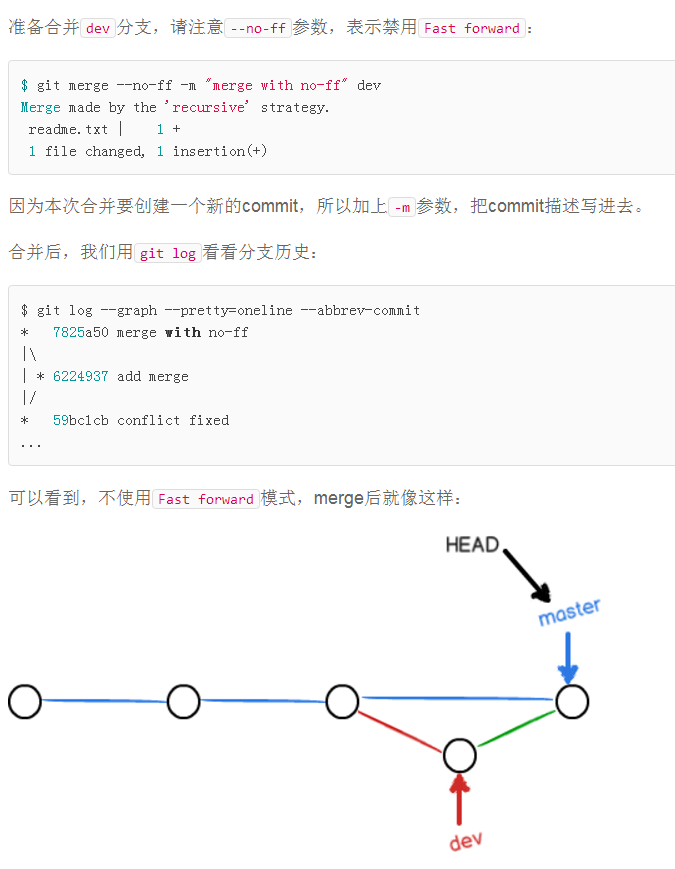 准备合并dev分支，请注意--no-ff参数，表示禁用Fast forward：
$ git merge --no-ff -m "merge with no-ff" dev
Merge made by the 'recursive' strategy.
 readme.txt |    1 +
 1 file changed, 1 insertion(+)
因为本次合并要创建一个新的commit，所以加上-m参数，把commit描述写进去。
合并后，我们用git log看看分支历史：
$ git log --graph --pretty=oneline --abbrev-commit
*   7825a50 merge with no-ff
|\
| * 6224937 add merge
|/
*   59bc1cb conflict fixed
...
可以看到，不使用Fast forward模式，merge后就像这样：
HEAD
master
dev